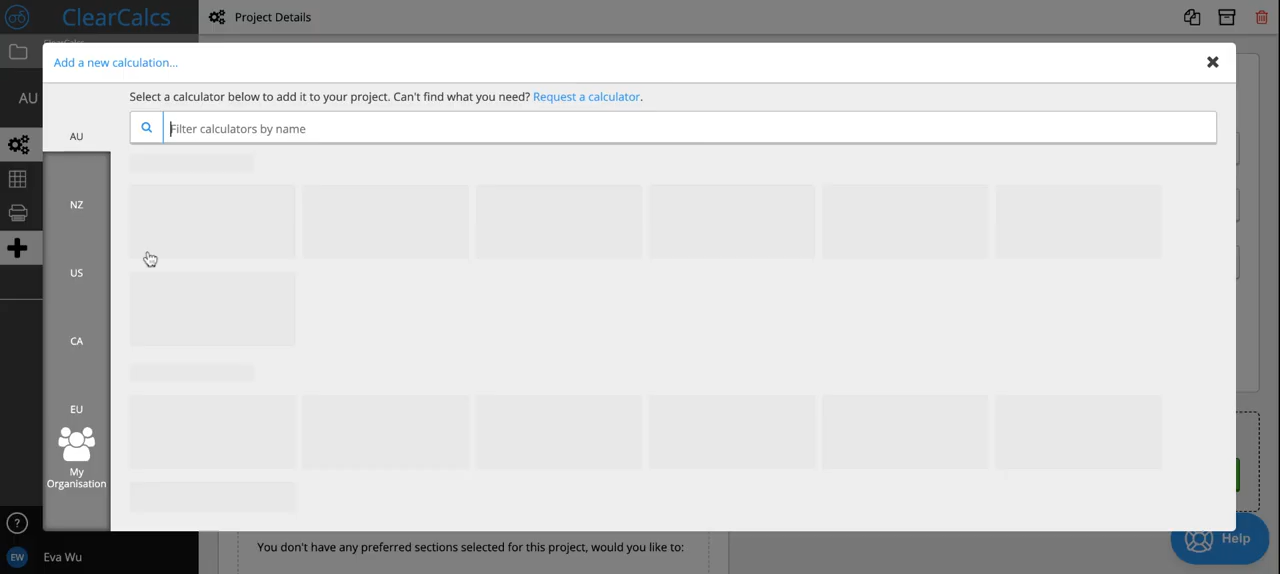 ClearCalcs
Project Details
Add a new calculation...
Select a calculator below to add it to your project. Can't find what you need? Request a calculator.
Filter calculators by name
AU
AU
NZ
US
CA
EU
My
Organisation
?
EW
Eva Wu
You don't have any preferred sections selected for this project, would you like to:
Help